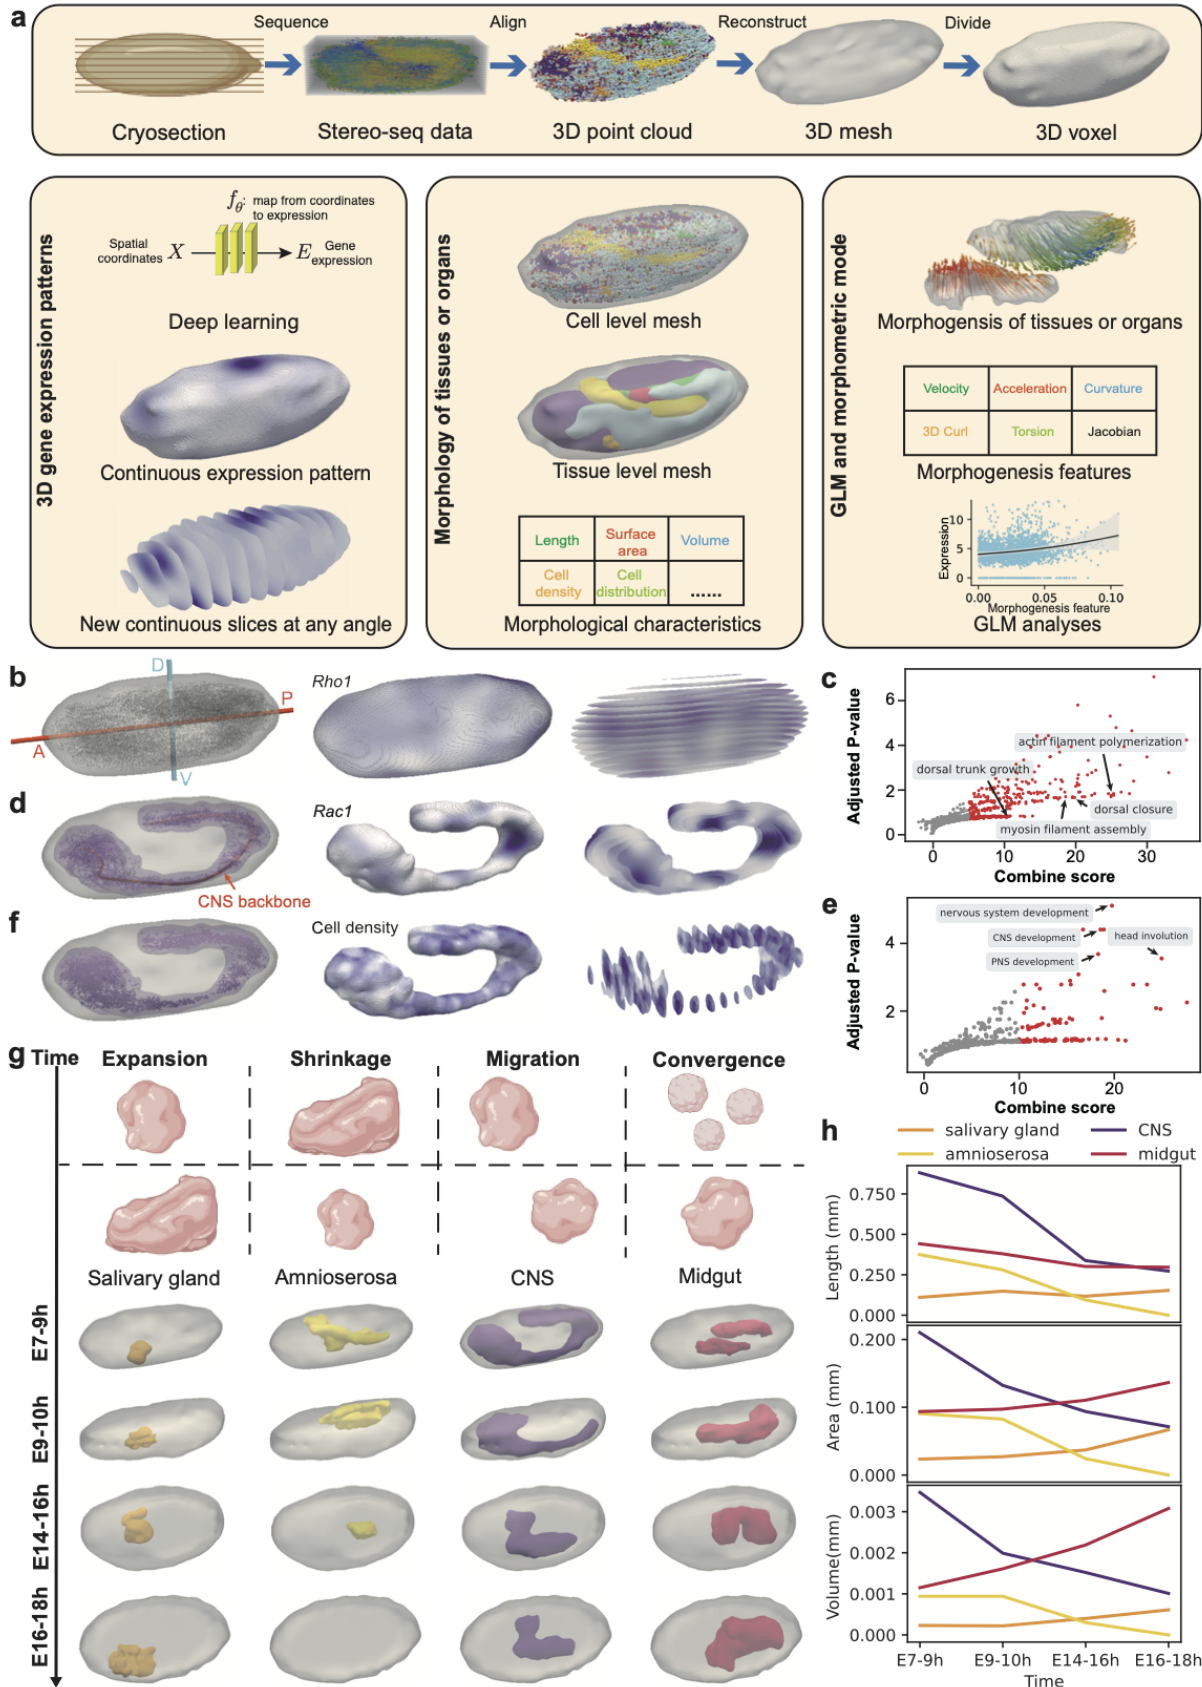 a
Sequence
Align
Reconstruct
Divide
Cryosection
Stereo-seq data
3D point cloud
3D mesh
3D voxel
3D gene expression patterns
fθ: map from coordinates
to expression
Spatial
coordinates X
E Gene
expression
Deep learning
Continuous expression pattern
New continuous slices at any angle
Morphology of tissues or organs
Cell level mesh
Tissue level mesh
Length
Surface
area
Volume
Cell
density
Cell
distribution
......
Morphological characteristics
GLM and morphometric mode
Morphogensis of tissues or organs
Velocity
Acceleration
Curvature
3D Curl
Torsion
Jacobian
Morphogenesis features
Expression
10
5
0
0.00
0.05
0.10
Morphogenesis feature
GLM analyses
b
D
P
A
V
Rho1
c
Adjusted P-value
6
4
2
0
actin filament polymerization
dorsal trunk growth
dorsal closure
myosin filament assembly
0
10
20
30
Combine score
d
CNS backbone
Rac1
e
Adjusted P-value
4
2
nervous system development
CNS development
head involution
PNS development
0
10
20
Combine score
f
Cell density
g
Time
Expansion
Shrinkage
Migration
Convergence
Salivary gland
Amnioserosa
CNS
Midgut
E7-9h
E9-10h
E14-16h
E16-18h
h
salivary gland
CNS
amnioserosa
midgut
Length (mm)
0.750
0.500
0.250
0.000
Area (mm)
0.200
0.100
0.000
Volume(mm)
0.003
0.002
0.001
0.000
E7-9h
E9-10h
E14-16h
E16-18h
Time